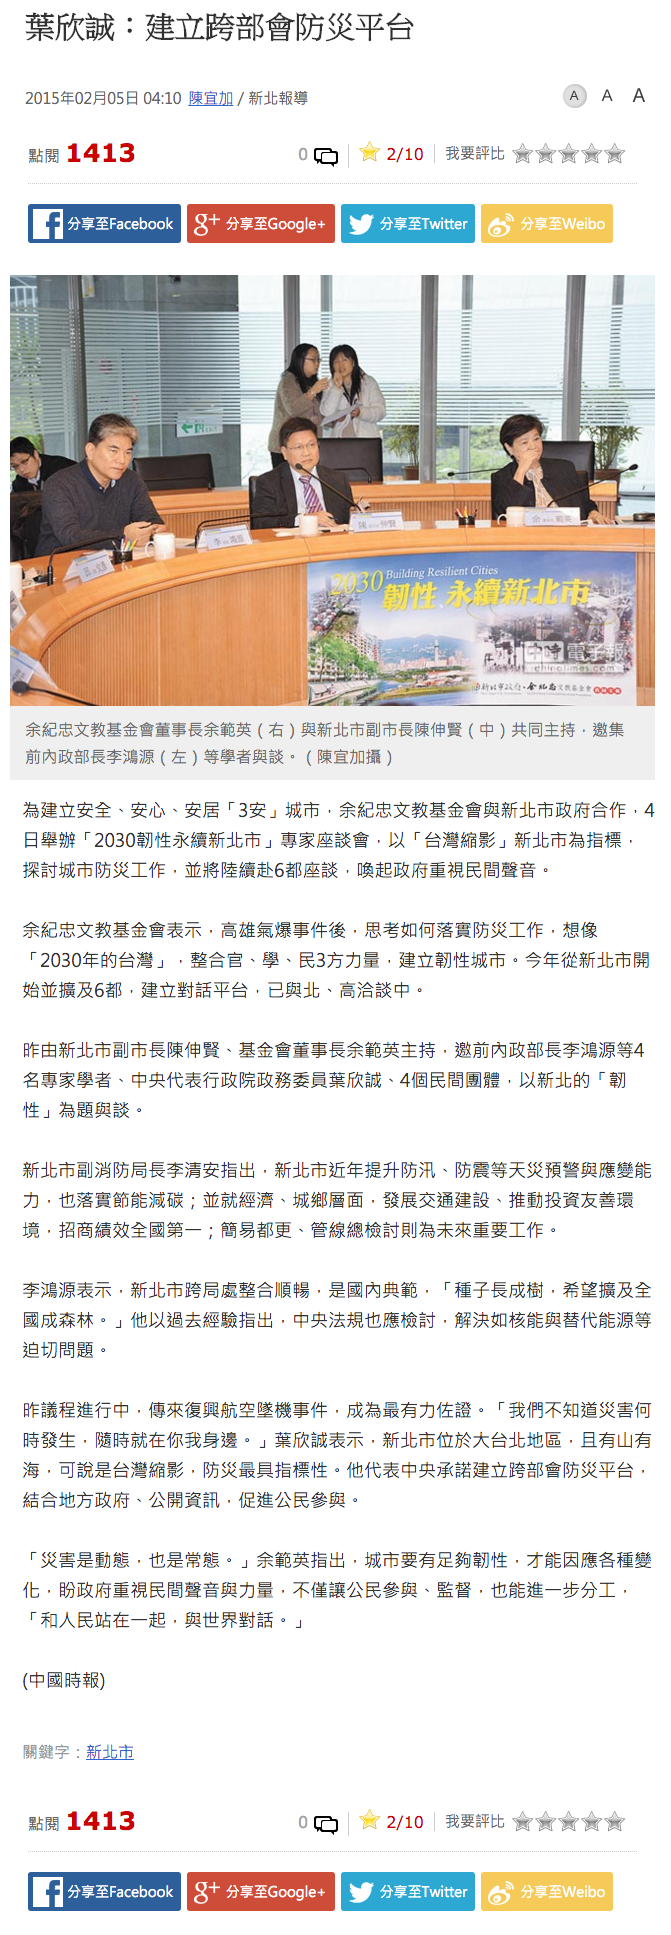 葉欣誠：建立跨部會防災平台
2015年02月05日 04:10 陳宜加 / 新北報導
A A A
點閱 1413
0 2/10 我要評比
分享至Facebook 分享至Google+ 分享至Twitter 分享至Weibo
李鴻源
陳伸賢
余範英
2030 Building Resilient Cities
韌性．永續新北市
中時電子報
chinatimes.com
新北市政府
余紀忠文教基金會
余紀忠文教基金會董事長余範英（右）與新北市副市長陳伸賢（中）共同主持，邀集
前內政部長李鴻源（左）等學者與談。（陳宜加攝）
為建立安全、安心、安居「3安」城市，余紀忠文教基金會與新北市政府合作，4
日舉辦「2030韌性永續新北市」專家座談會，以「台灣縮影」新北市為指標，
探討城市防災工作，並將陸續赴6都座談，喚起政府重視民間聲音。
余紀忠文教基金會表示，高雄氣爆事件後，思考如何落實防災工作，想像
「2030年的台灣」，整合官、學、民3方力量，建立韌性城市。今年從新北市開
始並擴及6都，建立對話平台，已與北、高洽談中。
昨由新北市副市長陳伸賢、基金會董事長余範英主持，邀前內政部長李鴻源等4
名專家學者、中央代表行政院政務委員葉欣誠、4個民間團體，以新北的「韌
性」為題與談。
新北市副消防局長李清安指出，新北市近年提升防汛、防震等天災預警與應變能
力，也落實節能減碳；並就經濟、城鄉層面，發展交通建設、推動投資友善環
境，招商績效全國第一；簡易都更、管線總檢討則為未來重要工作。
李鴻源表示，新北市跨局處整合順暢，是國內典範，「種子長成樹，希望擴及全
國成森林。」他以過去經驗指出，中央法規也應檢討，解決如核能與替代能源等
迫切問題。
昨議程進行中，傳來復興航空墜機事件，成為最有力佐證。「我們不知道災害何
時發生，隨時就在你我身邊。」葉欣誠表示，新北市位於大台北地區，且有山有
海，可說是台灣縮影，防災最具指標性。他代表中央承諾建立跨部會防災平台，
結合地方政府、公開資訊，促進公民參與。
「災害是動態，也是常態。」余範英指出，城市要有足夠韌性，才能因應各種變
化，盼政府重視民間聲音與力量，不僅讓公民參與、監督，也能進一步分工，
「和人民站在一起，與世界對話。」
(中國時報)
關鍵字：新北市
點閱 1413
0 2/10 我要評比
分享至Facebook 分享至Google+ 分享至Twitter 分享至Weibo